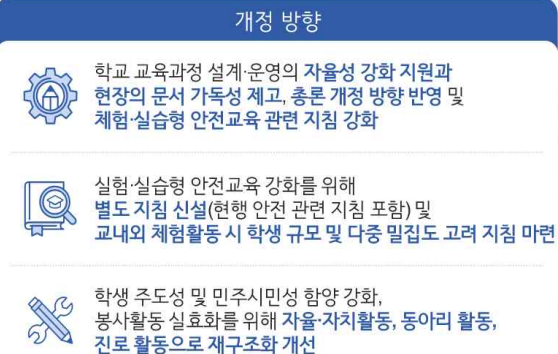 개정 방향
학교 교육과정 설계·운영의 자율성 강화 지원과
현장의 문서 가독성 제고, 총론 개정 방향 반영 및
체험·실습형 안전교육 관련 지침 강화
실험·실습형 안전교육 강화를 위해
별도 지침 신설(현행 안전 관련 지침 포함) 및
교내외 체험활동 시 학생 규모 및 다중 밀집도 고려 지침 마련
학생 주도성 및 민주시민성 함양 강화,
봉사활동 실효화를 위해 자율·자치활동, 동아리 활동,
진로 활동으로 재구조화 개선